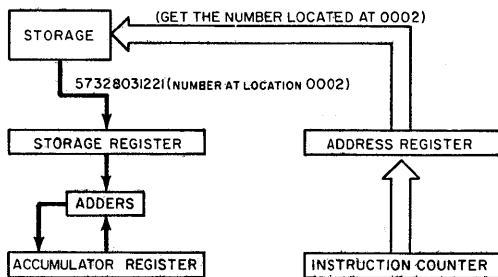 (GET THE NUMBER LOCATED AT 0002)
STORAGE
57328031221 (NUMBER AT LOCATION 0002)
STORAGE REGISTER
ADDRESS REGISTER
ADDERS
ACCUMULATOR REGISTER
INSTRUCTION COUNTER